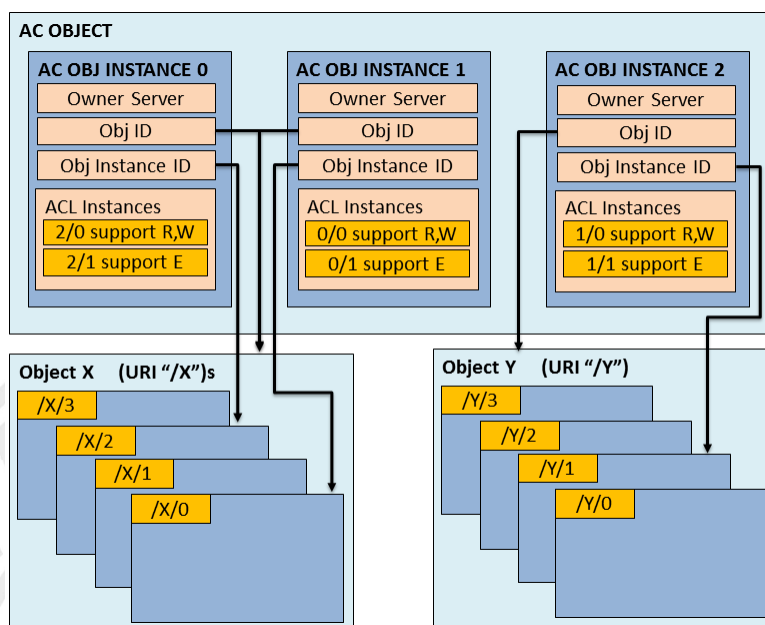 AC OBJECT
AC OBJ INSTANCE 0
Owner Server
Obj ID
Obj Instance ID
ACL Instances
2/0 support R,W
2/1 support E
AC OBJ INSTANCE 1
Owner Server
Obj ID
Obj Instance ID
ACL Instances
0/0 support R,W
0/1 support E
AC OBJ INSTANCE 2
Owner Server
Obj ID
Obj Instance ID
ACL Instances
1/0 support R,W
1/1 support E
Object X (URI “/X”)s
/X/3
/X/2
/X/1
/X/0
Object Y (URI “/Y”)
/Y/3
/Y/2
/Y/1
/Y/0